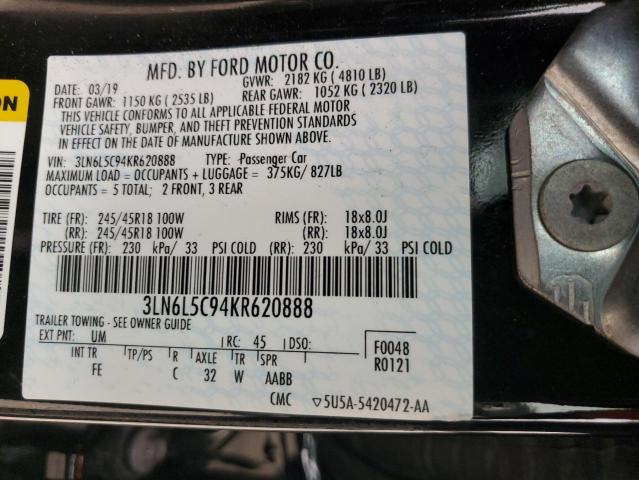 ON
MFD. BY FORD MOTOR CO.
DATE: 03/19 GVWR: 2182 KG ( 4810 LB)
FRONT GAWR: 1150 KG ( 2535 LB) REAR GAWR: 1052 KG ( 2320 LB)
THIS VEHICLE CONFORMS TO ALL APPLICABLE FEDERAL MOTOR
VEHICLE SAFETY, BUMPER, AND THEFT PREVENTION STANDARDS
IN EFFECT ON THE DATE OF MANUFACTURE SHOWN ABOVE.
VIN: 3LN6L5C94KR620888 TYPE: Passenger Car
MAXIMUM LOAD = OCCUPANTS + LUGGAGE = 375KG/ 827LB
OCCUPANTS = 5 TOTAL; 2 FRONT, 3 REAR
TIRE (FR): 245/45R18 100W RIMS (FR): 18x8.0J
(RR): 245/45R18 100W (RR): 18x8.0J
PRESSURE (FR): 230 kPa/ 33 PSI COLD (RR): 230 kPa/ 33 PSI COLD
3LN6L5C94KR620888
TRAILER TOWING - SEE OWNER GUIDE
EXT PNT: UM RC: 45 DSO: F0048
INT TR TP/PS R AXLE TR SPR R0121
FE C 32 W AABB
CMC ▽5U5A-5420472-AA